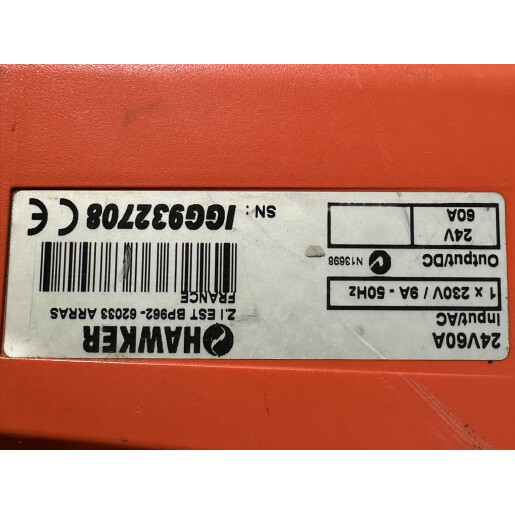 24V60A
Input/AC
1 x 230V / 9A - 50Hz
Output/DC
24V
60A
N13698
HAWKER
Z.I EST BP962- 62033 ARRAS
FRANCE
SN : IGG932708 CE